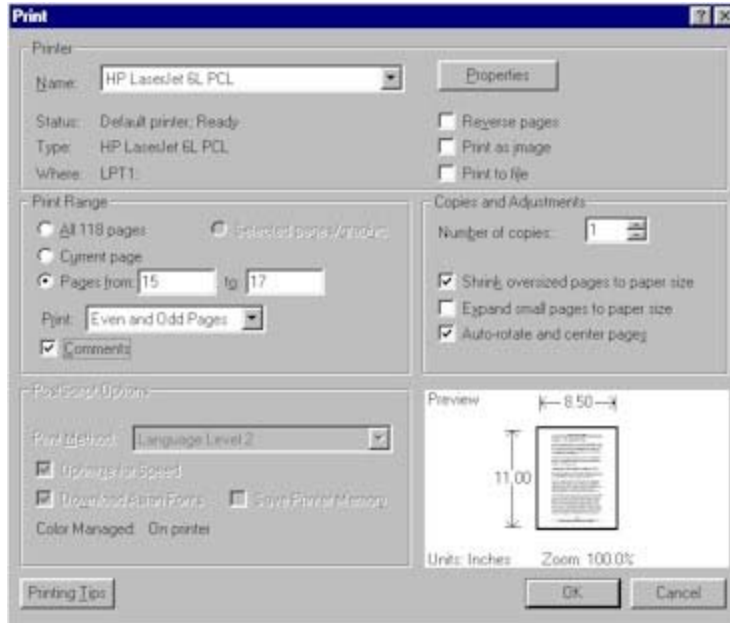 Print
Printer
Name: HP LaserJet 6L PCL
Properties
Status: Default printer; Ready
Type: HP LaserJet 6L PCL
Where: LPT1:
Reverse pages
Print as image
Print to file
Print Range
All 118 pages
Selected pages/graphic
Current page
Pages from: 15 to: 17
Print: Even and Odd Pages
Comments
Copies and Adjustments
Number of copies: 1
Shrink oversized pages to paper size
Expand small pages to paper size
Auto-rotate and center pages
PostScript Options
Print Method: Language Level 2
Optimize for Speed
Download Asian Fonts
Save Printer Memory
Color Managed: On printer
Preview
8.50
11.00
Units: Inches Zoom: 100.0%
Printing Tips
OK
Cancel